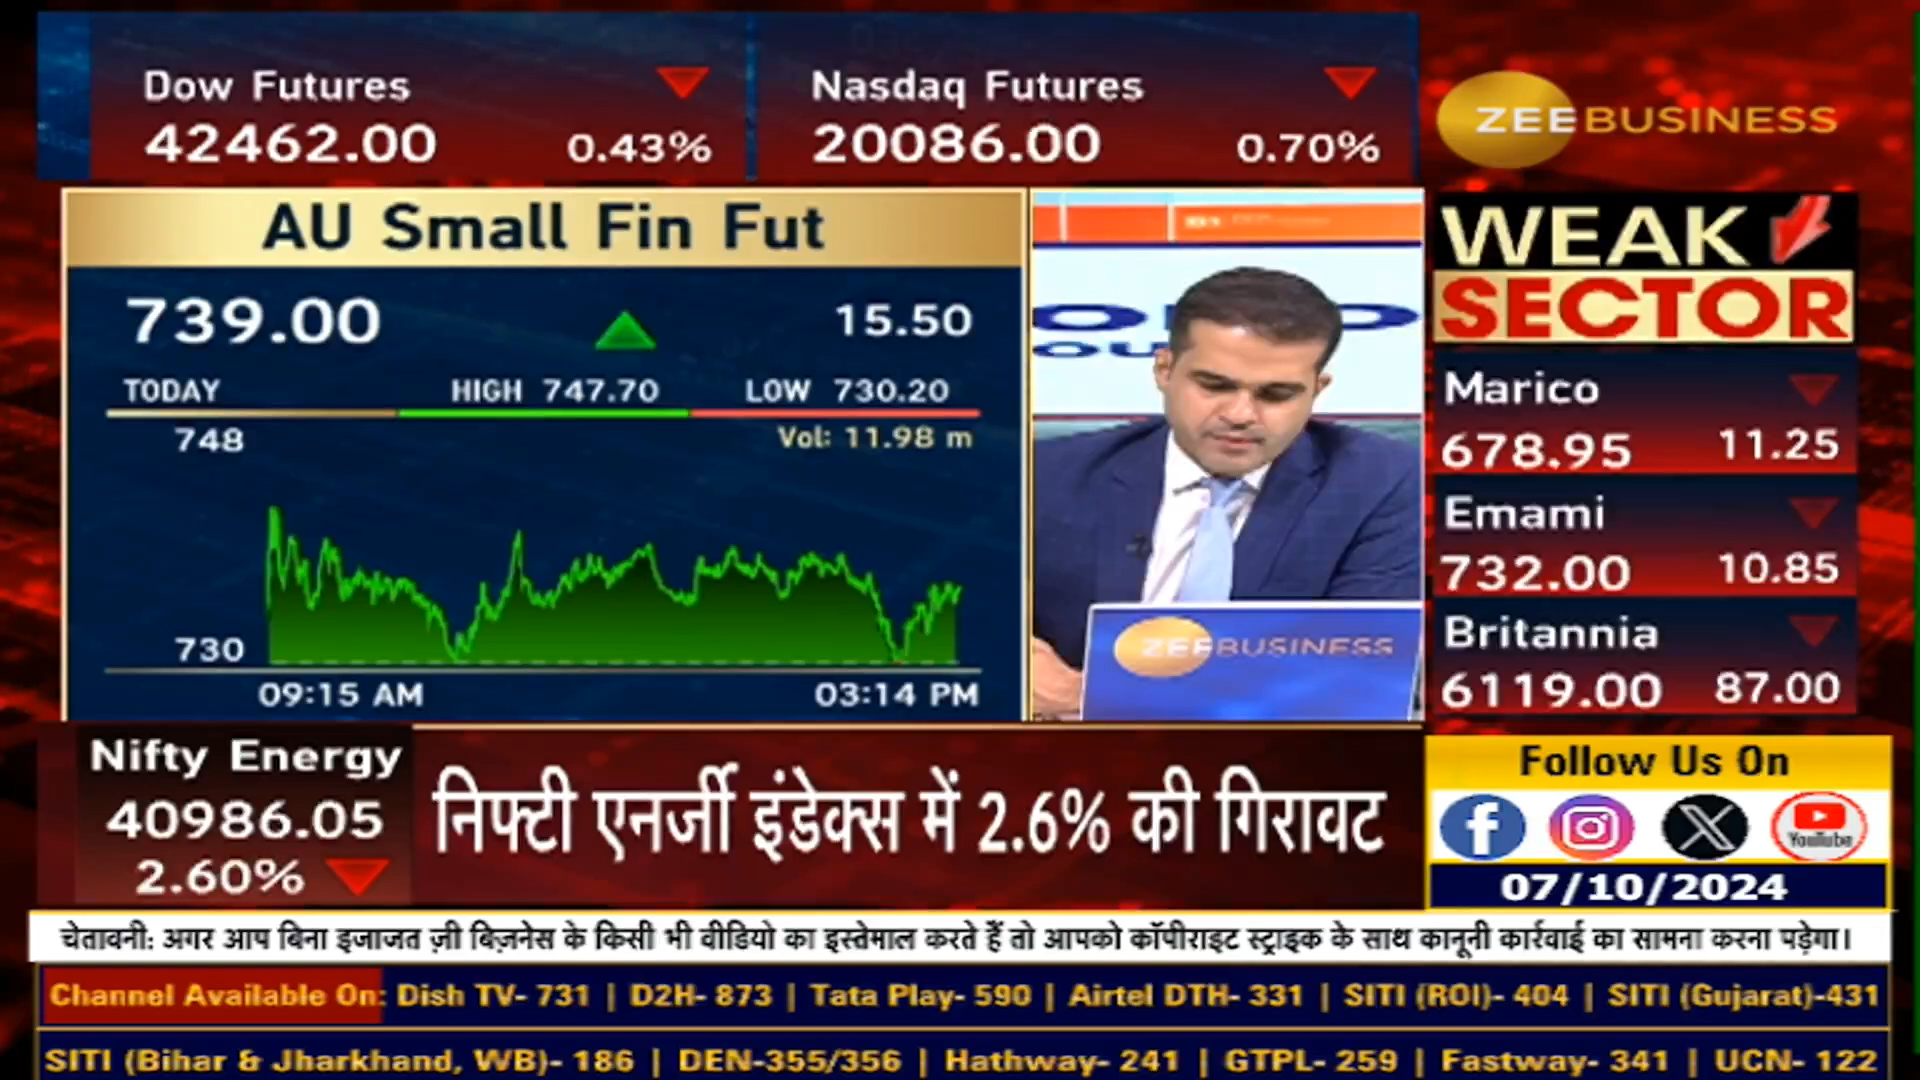 Dow Futures
42462.00 0.43%
Nasdaq Futures
20086.00 0.70%
ZEEBUSINESS
AU Small Fin Fut
739.00 15.50
TODAY HIGH 747.70 LOW 730.20
748 Vol: 11.98 m
730
09:15 AM 03:14 PM
ZEEBUSINESS
WEAK
SECTOR
Marico
678.95 11.25
Emami
732.00 10.85
Britannia
6119.00 87.00
Nifty Energy
40986.05
2.60%
निफ्टी एनर्जी इंडेक्स में 2.6% की गिरावट
Follow Us On
YouTube
07/10/2024
चेतावनी: अगर आप बिना इजाजत ज़ी बिज़नेस के किसी भी वीडियो का इस्तेमाल करते हैं तो आपको कॉपीराइट स्ट्राइक के साथ कानूनी कार्रवाई का सामना करना पड़ेगा।
Channel Available On: Dish TV- 731 | D2H- 873 | Tata Play- 590 | Airtel DTH- 331 | SITI (ROI)- 404 | SITI (Gujarat)-431
SITI (Bihar & Jharkhand, WB)- 186 | DEN-355/356 | Hathway- 241 | GTPL- 259 | Fastway- 341 | UCN- 122